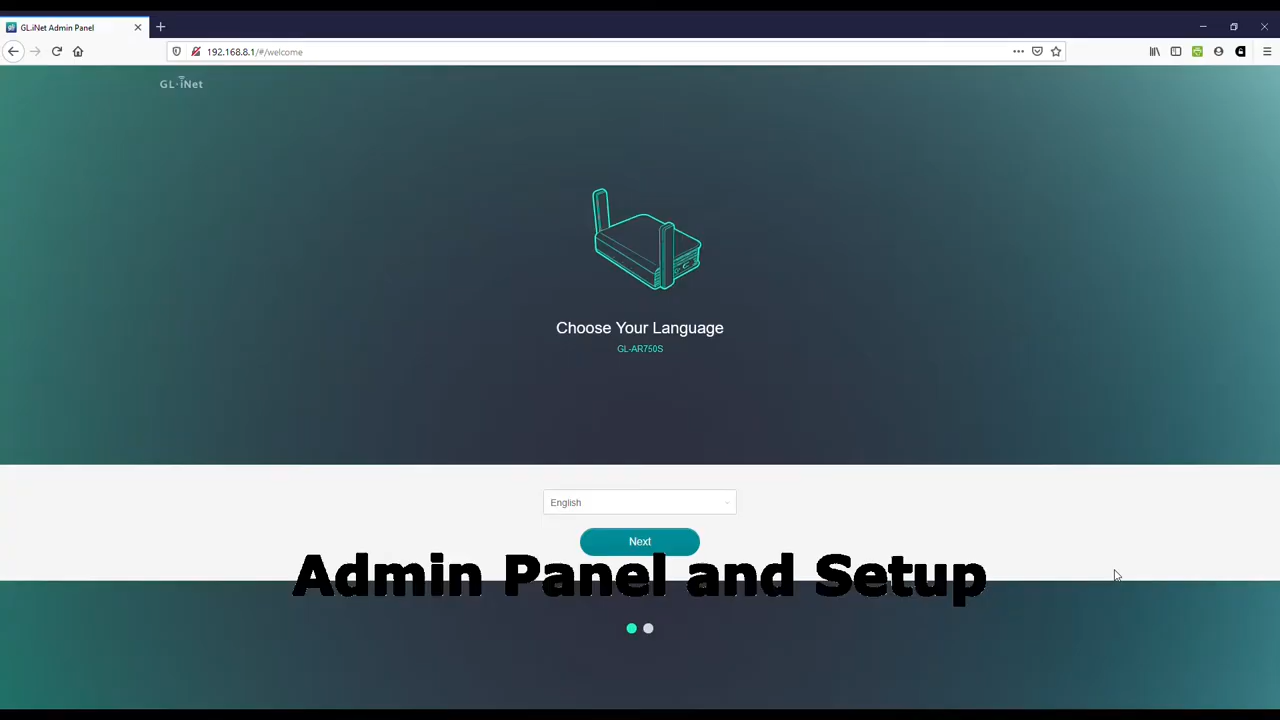 GL.iNet Admin Panel
192.168.8.1/#/welcome
GL·iNet
Choose Your Language
GL-AR750S
English
Next
Admin Panel and Setup